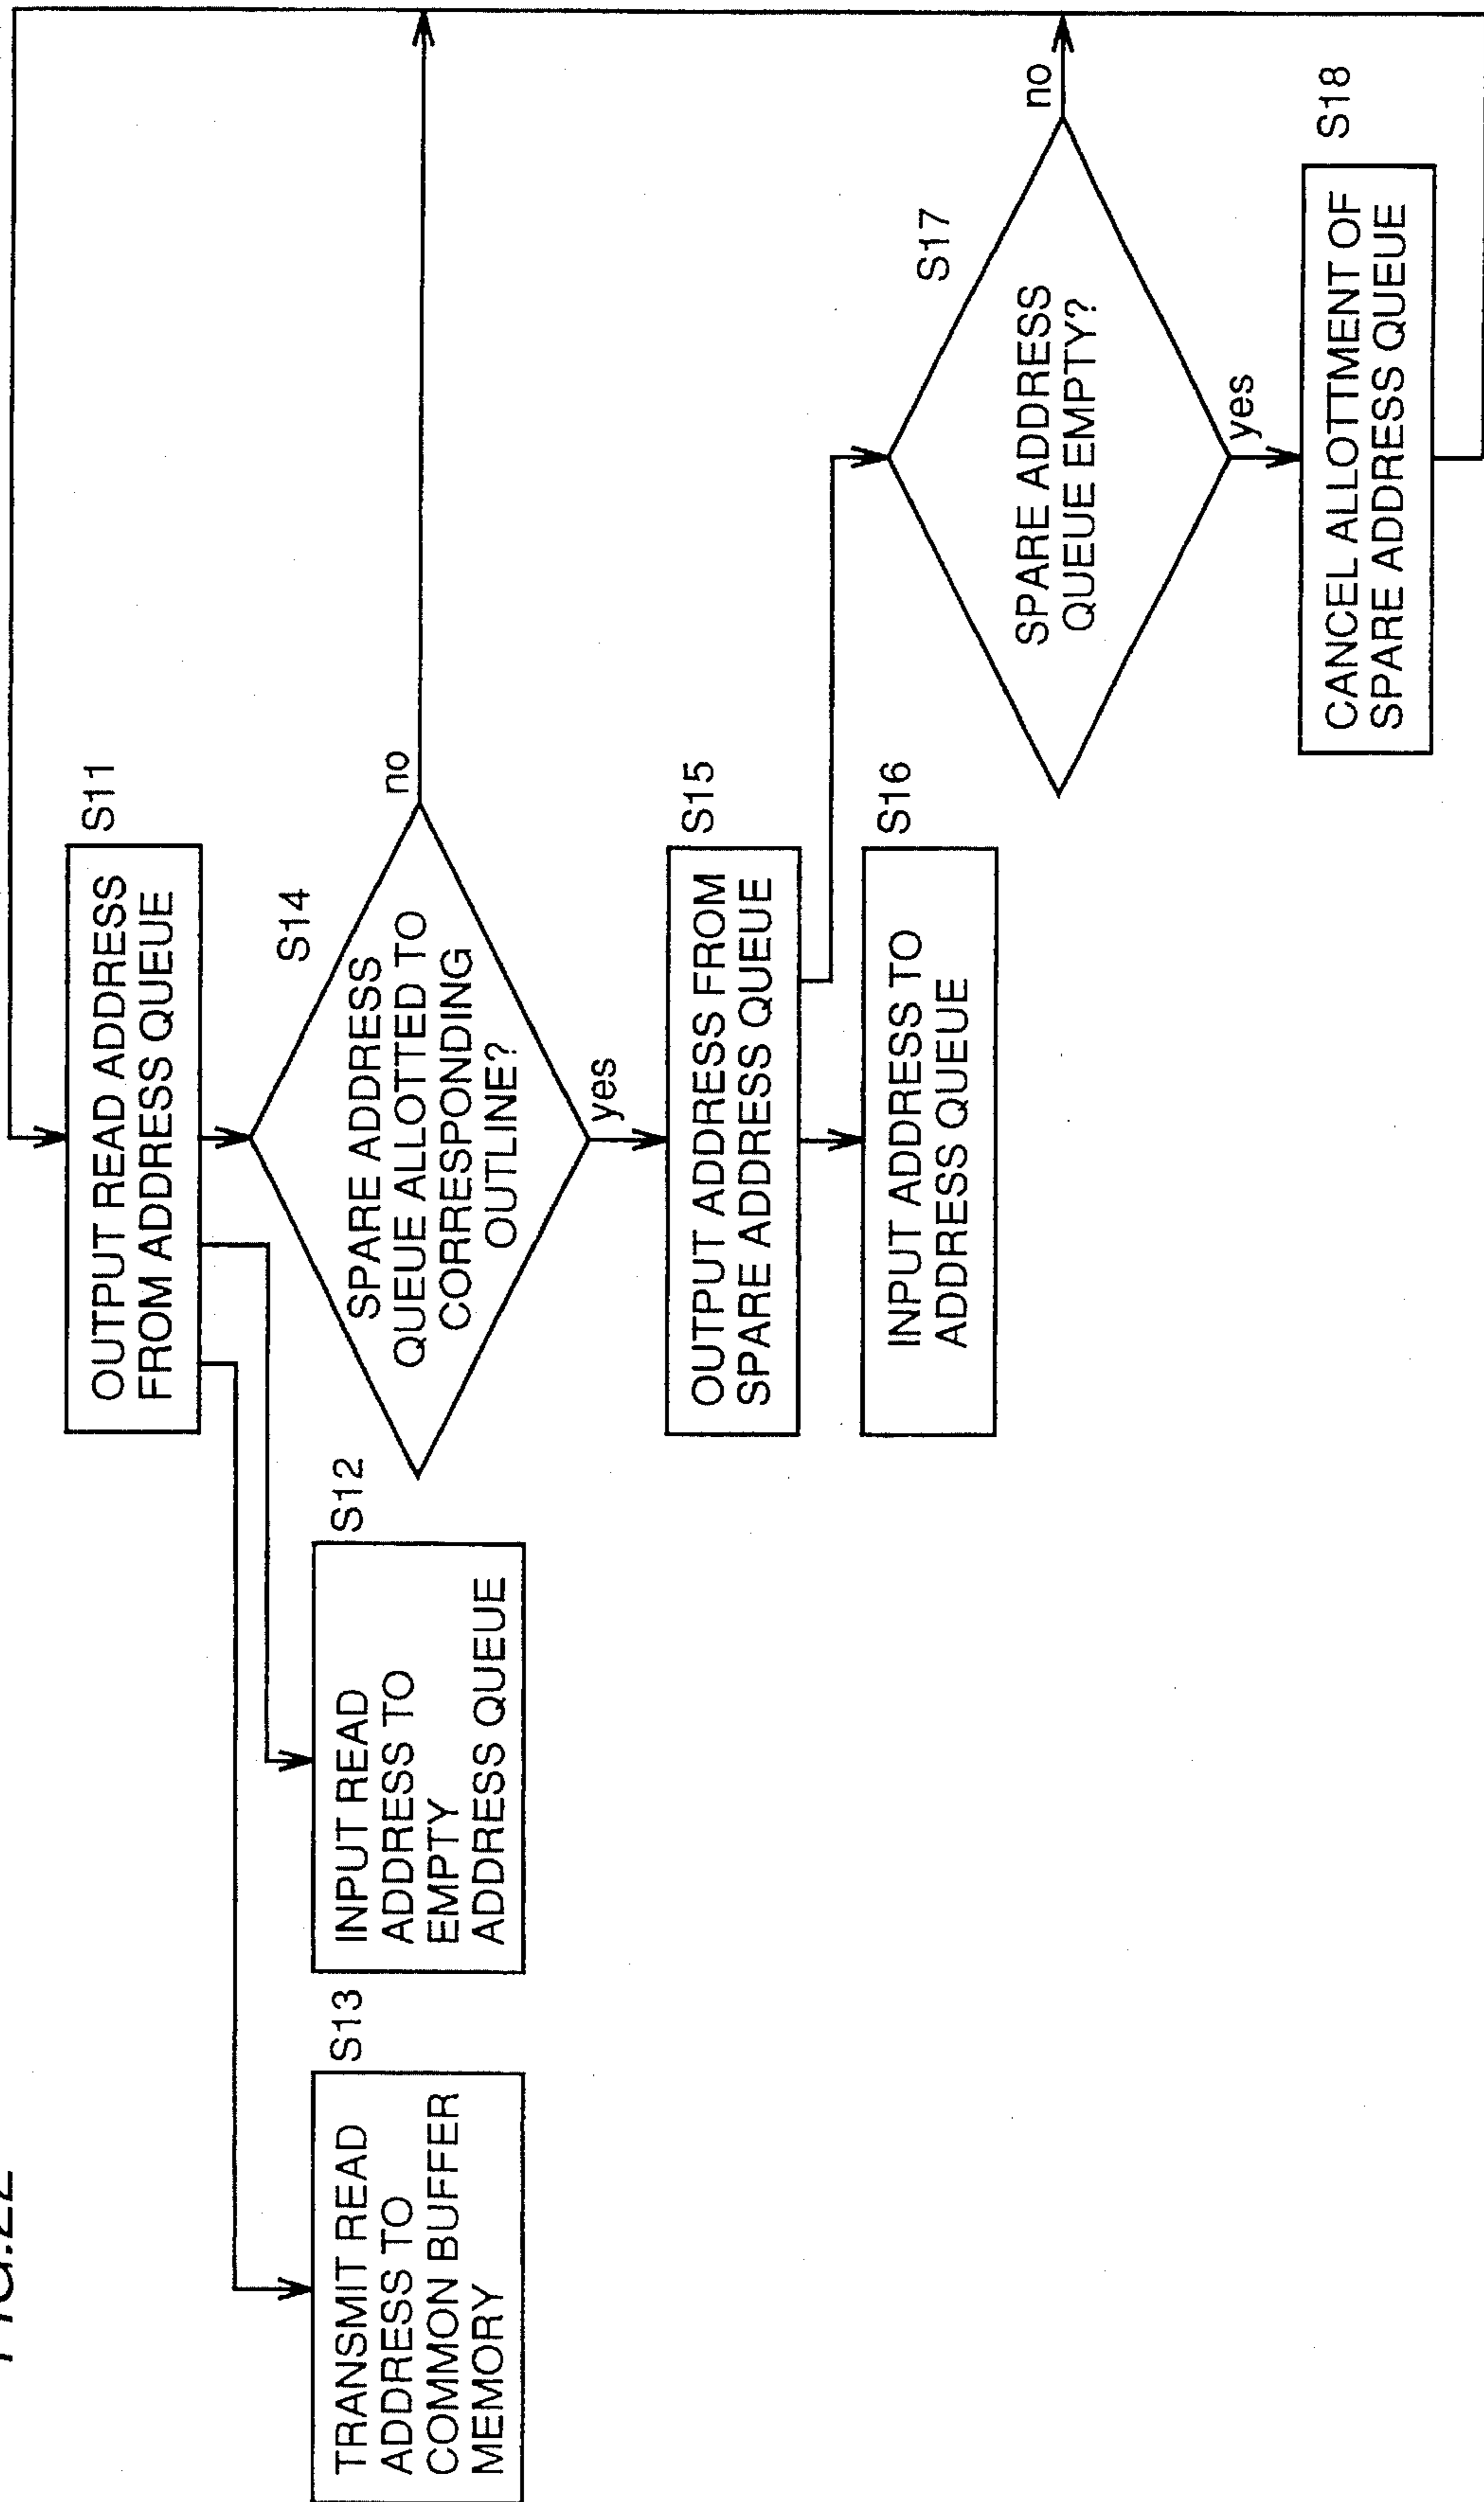 S11
OUTPUT READ ADDRESS
FROM ADDRESS QUEUE
S14
SPARE ADDRESS
QUEUE ALLOTTED TO
CORRESPONDING
OUTLINE?
no
yes
S13
TRANSMIT READ
ADDRESS TO
COMMON BUFFER
MEMORY
S12
INPUT READ
ADDRESS TO
EMPTY
ADDRESS QUEUE
S15
OUTPUT ADDRESS FROM
SPARE ADDRESS QUEUE
S16
INPUT ADDRESS TO
ADDRESS QUEUE
S17
SPARE ADDRESS
QUEUE EMPTY?
no
yes
S18
CANCEL ALLOTTMENT OF
SPARE ADDRESS QUEUE